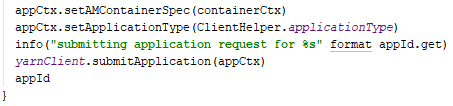 appCtx.setAMContainerSpec(containerCtx)
appCtx.setApplicationType(ClientHelper.applicationType)
info("submitting application request for %s" format appId.get)
yarnClient.submitApplication(appCtx)
appId
}